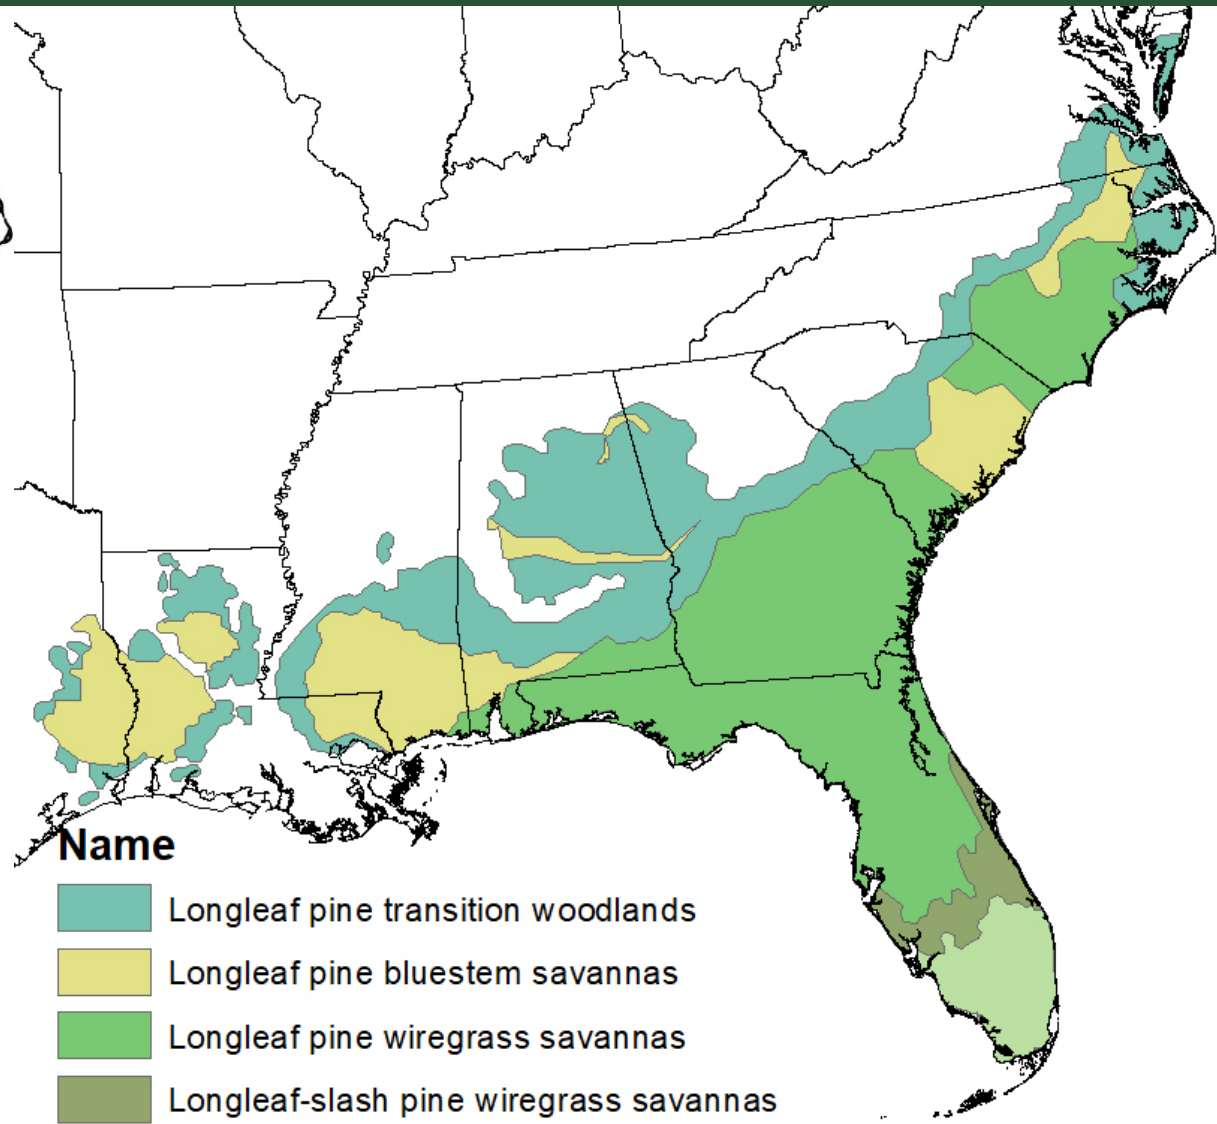 Name
Longleaf pine transition woodlands
Longleaf pine bluestem savannas
Longleaf pine wiregrass savannas
Longleaf-slash pine wiregrass savannas